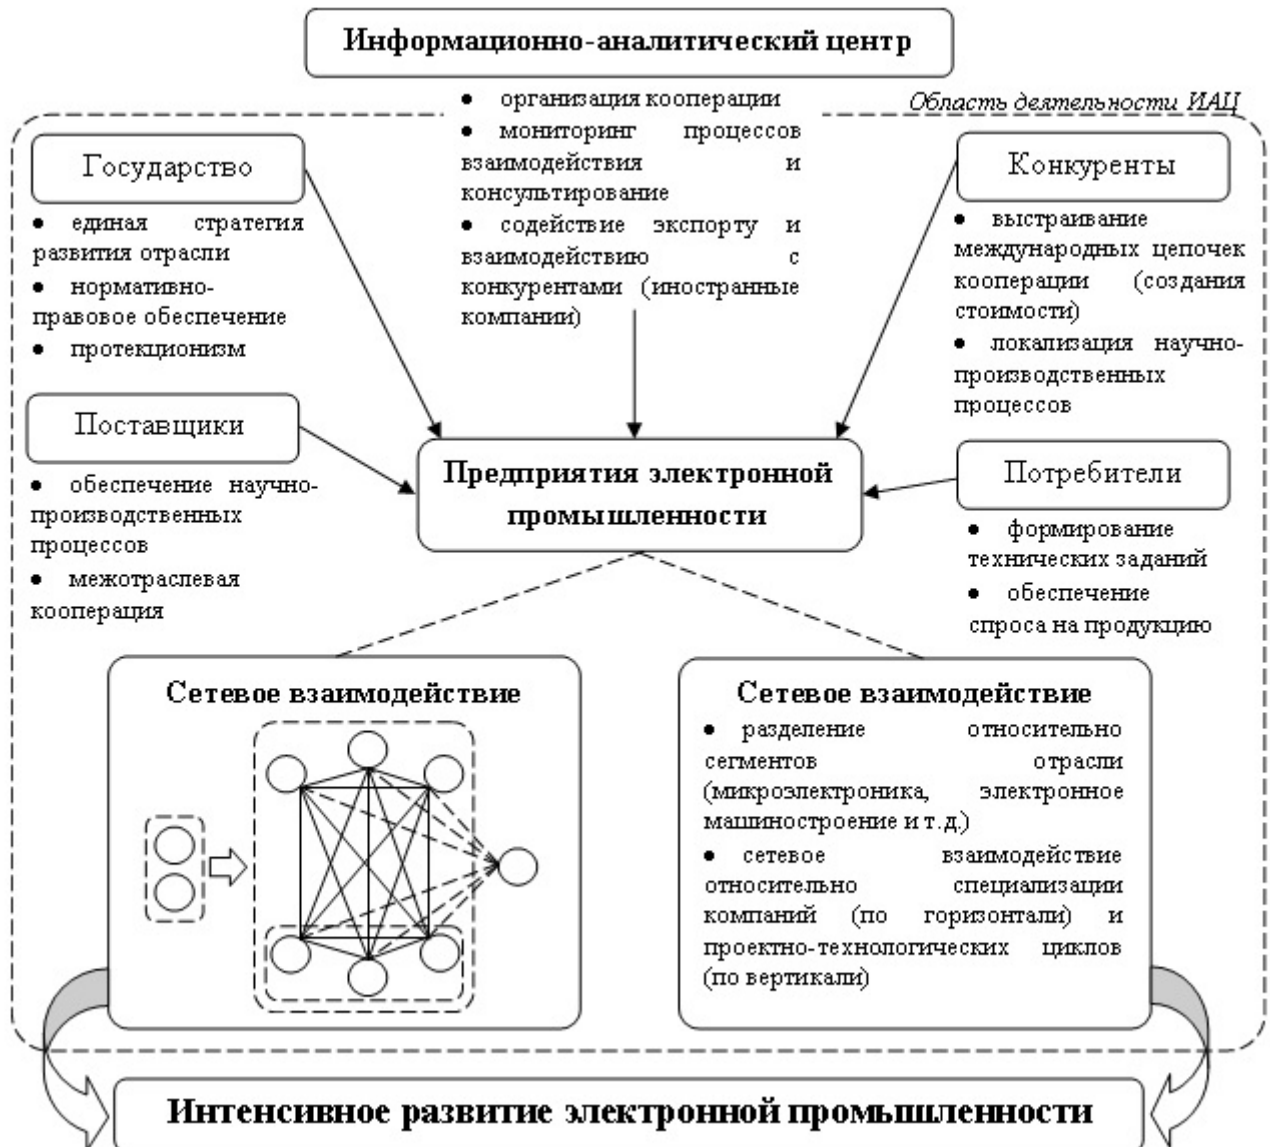 Информационно-аналитический центр
• организация кооперации
• мониторинг процессов
взаимодействия и
консультирование
• содействие экспорту и
взаимодействию с
конкурентами (иностранные
компании)
Область деятельности ИАЦ
Государство
• единая стратегия
развития отрасли
• нормативно-
правовое обеспечение
• протекционизм
Конкуренты
• выстраивание
международных цепочек
кооперации (создания
стоимости)
• локализация научно-
производственных
процессов
Поставщики
• обеспечение научно-
производственных
процессов
• межотраслевая
кооперация
Предприятия электронной
промышленности
Потребители
• формирование
технических заданий
• обеспечение
спроса на продукцию
Сетевое взаимодействие
Сетевое взаимодействие
• разделение относительно
сегментов отрасли
(микроэлектроника, электронное
машиностроение и т.д.)
• сетевое взаимодействие
относительно специализации
компаний (по горизонтали) и
проектно-технологических циклов
(по вертикали)
Интенсивное развитие электронной промышленности